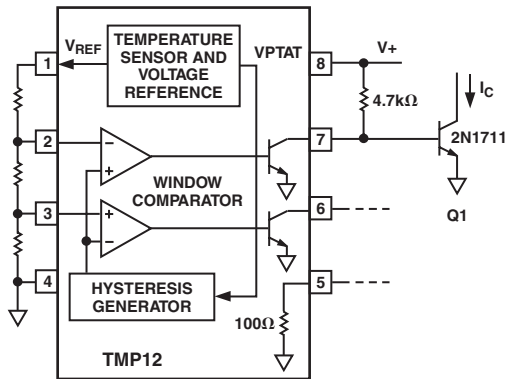 VREF
TEMPERATURE
SENSOR AND
VOLTAGE
REFERENCE
VPTAT
V+
1
8
4.7kΩ
IC
2
7
2N1711
–
+
WINDOW
COMPARATOR
3
6
+
–
Q1
4
HYSTERESIS
GENERATOR
5
100Ω
TMP12